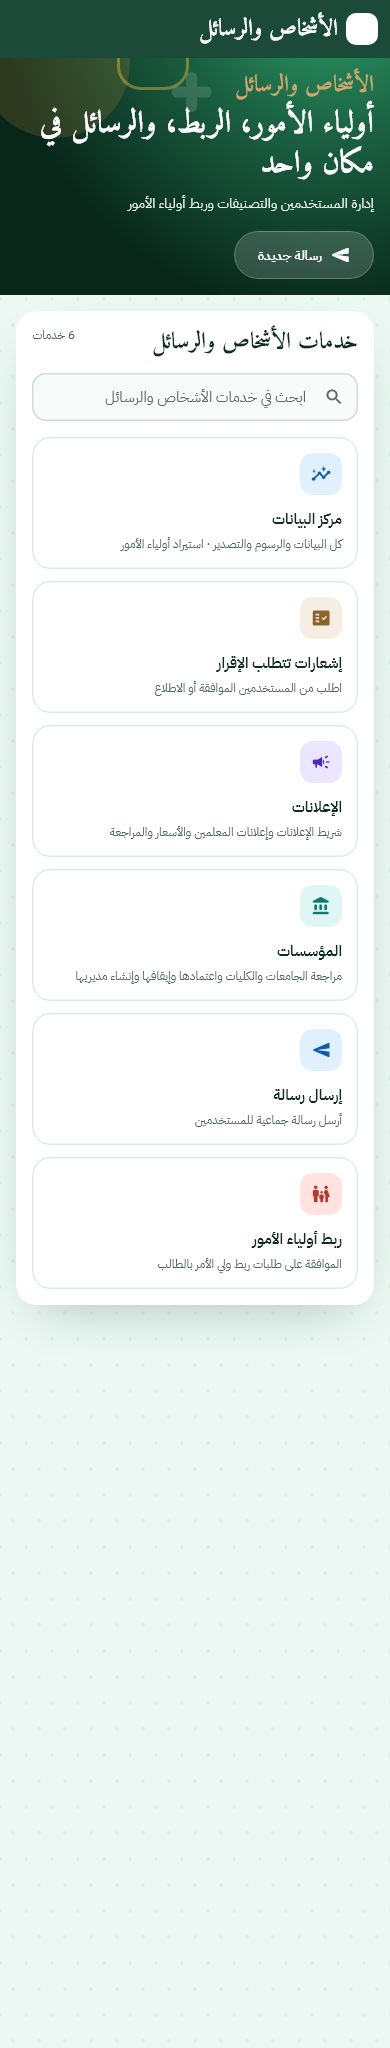 الأشخاص والرسائل
الأشخاص والرسائل
أولياء الأمور، الربط، والرسائل في
مكان واحد
إدارة المستخدمين والتصنيفات وربط أولياء الأمور
رسالة جديدة
خدمات الأشخاص والرسائل
6 خدمات
ابحث في خدمات الأشخاص والرسائل
مركز البيانات
كل البيانات والرسوم والتصدير · استيراد أولياء الأمور
إشعارات تتطلب الإقرار
اطلب من المستخدمين الموافقة أو الاطلاع
الإعلانات
شريط الإعلانات وإعلانات المعلمين والأسعار والمراجعة
المؤسسات
مراجعة الجامعات والكليات واعتمادها وإيقافها وإنشاء مديريها
إرسال رسالة
أرسل رسالة جماعية للمستخدمين
ربط أولياء الأمور
الموافقة على طلبات ربط ولي الأمر بالطالب